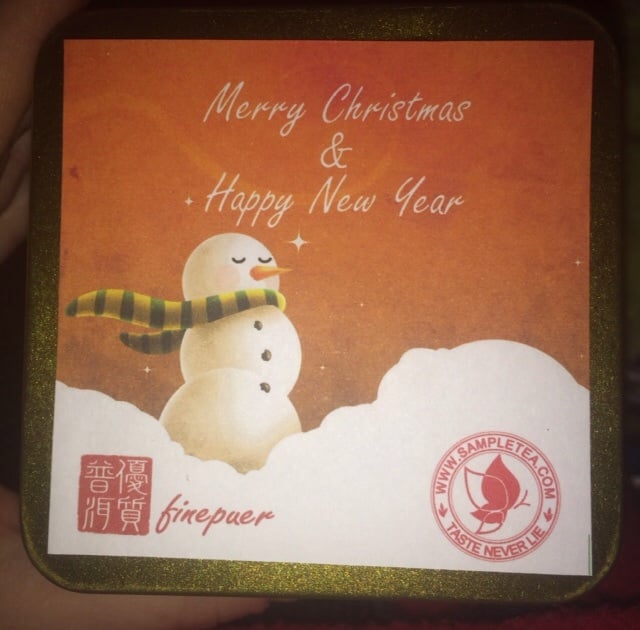 Merry Christmas
&
Happy New Year
優質
普洱
finepuer
WWW.SAMPLETEA.COM
TASTE NEVER LIE